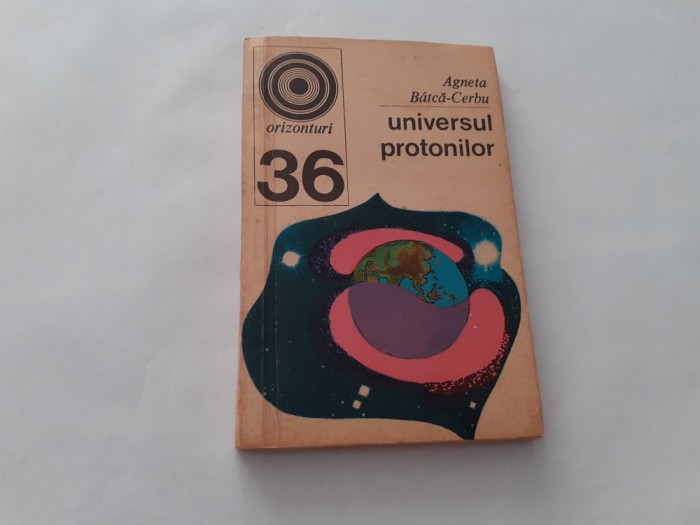 orizonturi
36
Agneta
Bâtcă-Cerbu
universul
protonilor